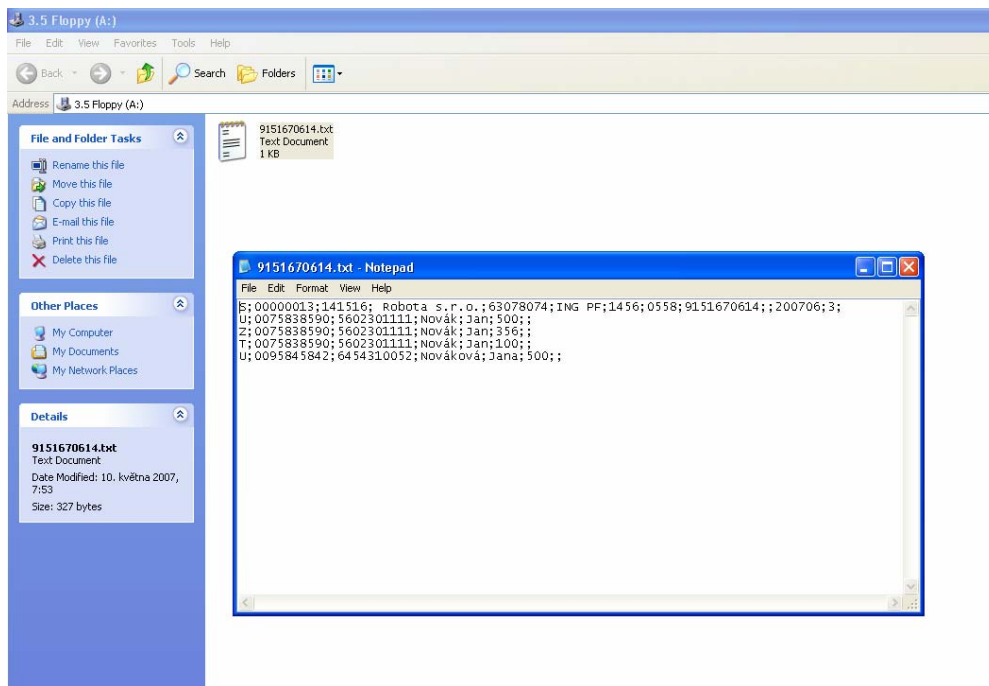 3.5 Floppy (A:)
File Edit View Favorites Tools Help
Back Search Folders
Address 3.5 Floppy (A:)
File and Folder Tasks
Rename this file
Move this file
Copy this file
E-mail this file
Print this file
Delete this file
Other Places
My Computer
My Documents
My Network Places
Details
9151670614.txt
Text Document
Date Modified: 10. května 2007,
7:53
Size: 327 bytes
9151670614.txt
Text Document
1 KB
9151670614.txt - Notepad
File Edit Format View Help
S;00000013;141516; Robota s.r.o.;63078074;ING PF;1456;0558;9151670614;;200706;3;
U;0075838590;5602301111;Novák;Jan;500;;
Z;0075838590;5602301111;Novák;Jan;356;;
T;0075838590;5602301111;Novák;Jan;100;;
U;0095845842;6454310052;Nováková;Jana;500;;